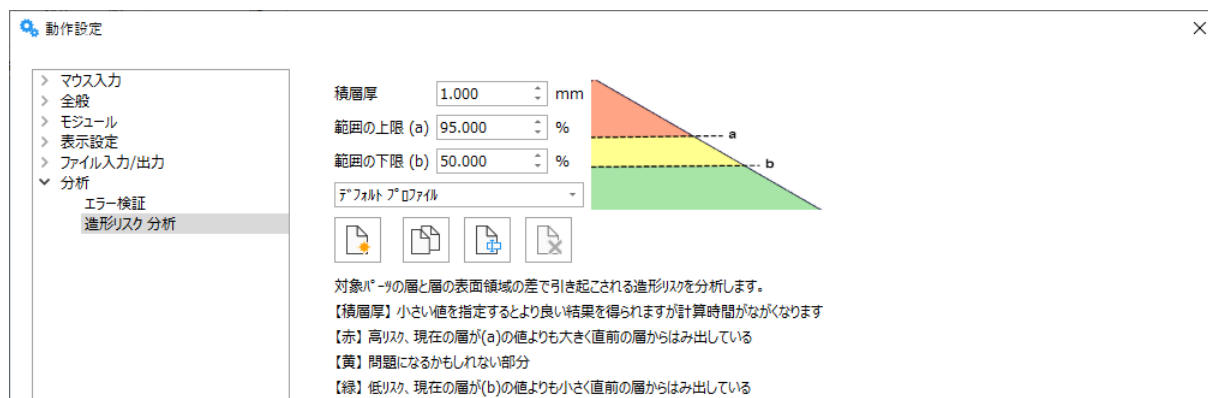 動作設定
マウス入力
全般
モジュール
表示設定
ファイル入力/出力
分析
エラー検証
造形リスク 分析
積層厚 1.000 mm
範囲の上限 (a) 95.000 %
範囲の下限 (b) 50.000 %
a
b
ﾃﾞﾌｫﾙﾄ ﾌﾟﾛﾌｧｲﾙ
対象ﾊﾟｰﾂの層と層の表面領域の差で引き起こされる造形ﾘｽｸを分析します。
【積層厚】 小さい値を指定するとより良い結果を得られますが計算時間がながくなります
【赤】 高ﾘｽｸ、現在の層が(a)の値よりも大きく直前の層からはみ出している
【黄】 問題になるかもしれない部分
【緑】 低ﾘｽｸ、現在の層が(b)の値よりも小さく直前の層からはみ出している